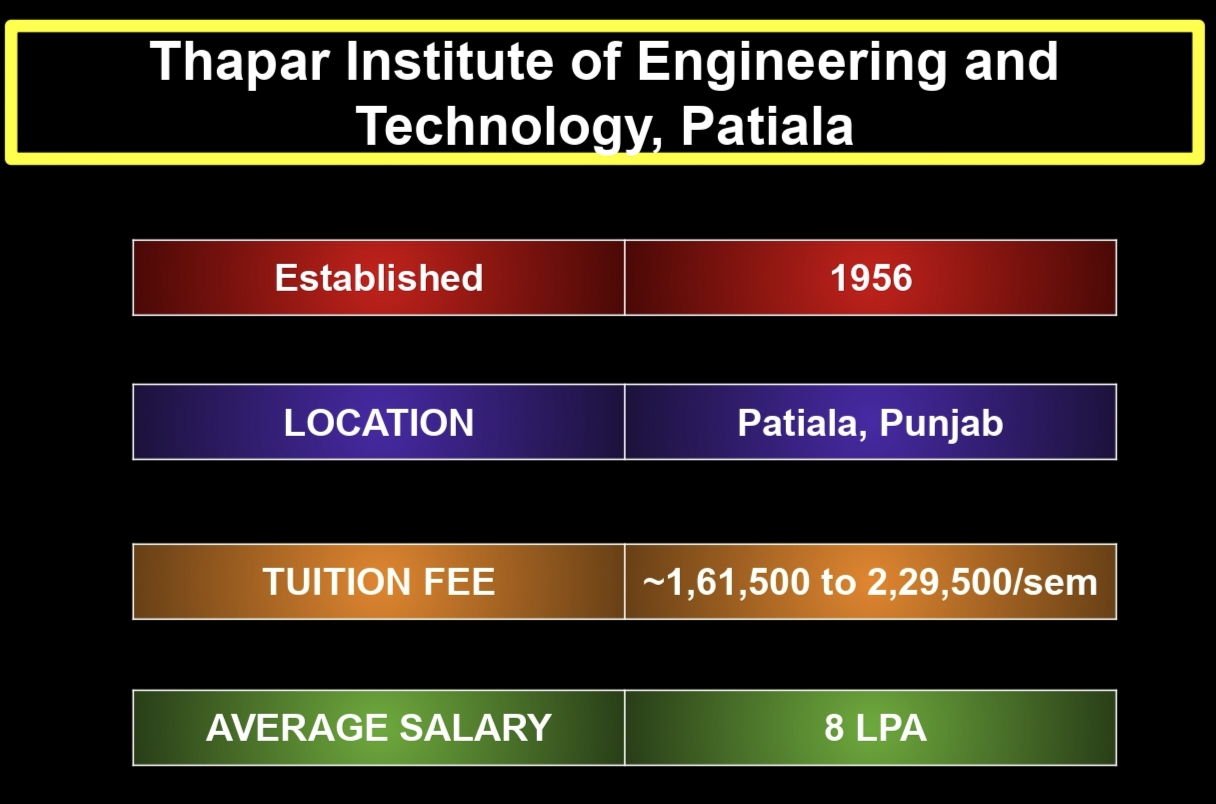 Thapar Institute of Engineering and
Technology, Patiala
Established 1956
LOCATION Patiala, Punjab
TUITION FEE ~1,61,500 to 2,29,500/sem
AVERAGE SALARY 8 LPA